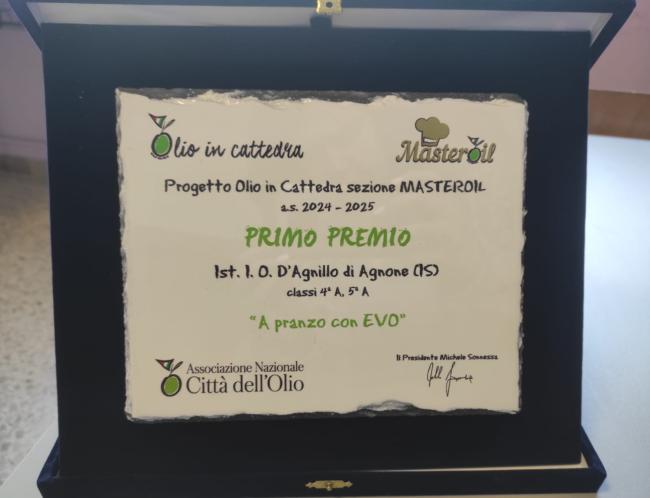 Olio in cattedra
Masteroil
Progetto Olio in Cattedra sezione MASTEROIL
a.s. 2024 - 2025
PRIMO PREMIO
Ist. I. O. D'Agnillo di Agnone (IS)
classi 4ª A, 5ª A
"A pranzo con EVO"
Associazione Nazionale
Città dell'Olio
Il Presidente Michele Sonnessa